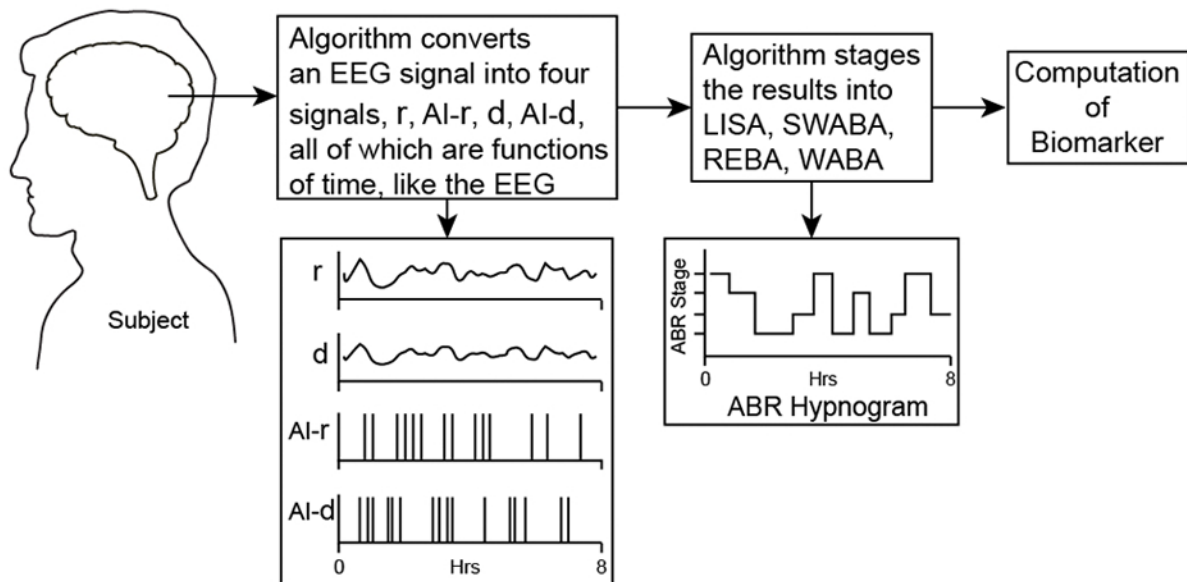 Algorithm converts
an EEG signal into four
signals, r, AI-r, d, AI-d,
all of which are functions
of time, like the EEG
Algorithm stages
the results into
LISA, SWABA,
REBA, WABA
Computation
of
Biomarker
Subject
r
d
AI-r
AI-d
0 Hrs 8
ABR Stage
0 Hrs 8
ABR Hypnogram